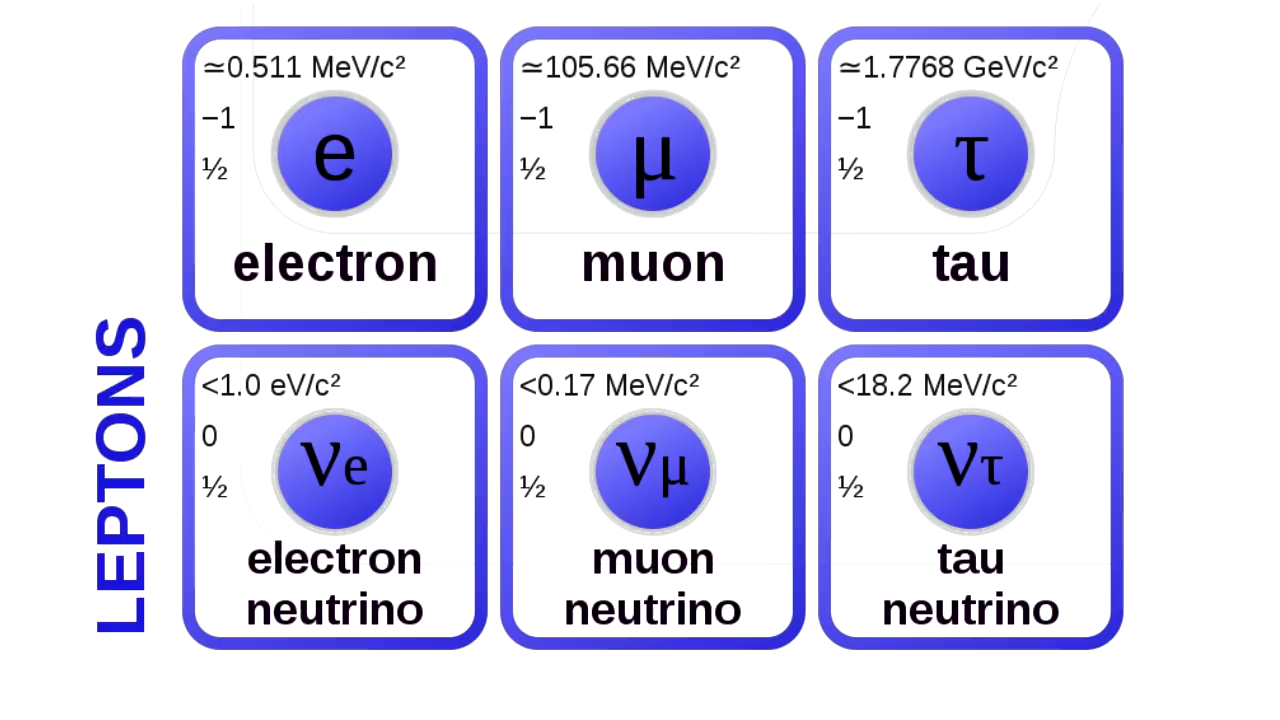 ≃0.511 MeV/c²
−1
½
e
electron
≃105.66 MeV/c²
−1
½
μ
muon
≃1.7768 GeV/c²
−1
½
τ
tau
LEPTONS
<1.0 eV/c²
0
½
νe
electron
neutrino
<0.17 MeV/c²
0
½
νμ
muon
neutrino
<18.2 MeV/c²
0
½
ντ
tau
neutrino